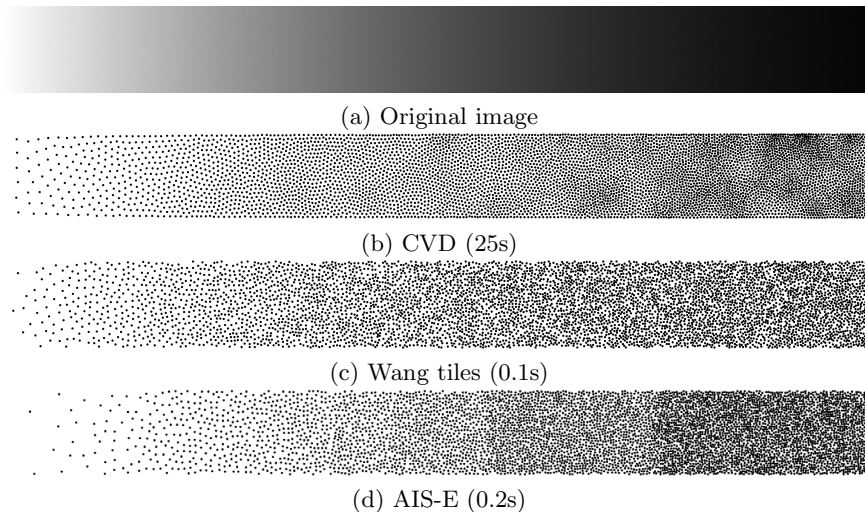 (a) Original image
(b) CVD (25s)
(c) Wang tiles (0.1s)
(d) AIS-E (0.2s)